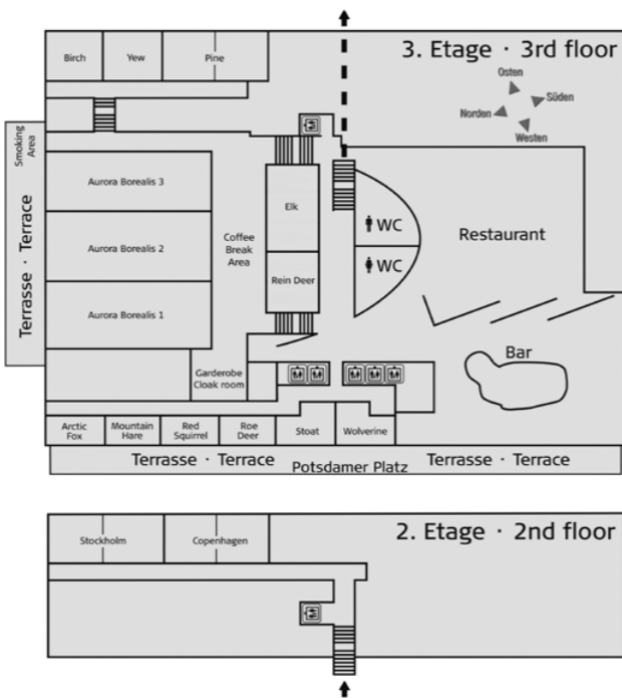 3. Etage · 3rd floor
Birch
Yew
Pine
Osten
Süden
Norden
Westen
Smoking
Area
Terrasse · Terrace
Aurora Borealis 3
Aurora Borealis 2
Aurora Borealis 1
Coffee
Break
Area
Elk
Rein Deer
WC
WC
Restaurant
Bar
Garderobe
Cloak room
Arctic
Fox
Mountain
Hare
Red
Squirrel
Roe
Deer
Stoat
Wolverine
Terrasse · Terrace
Potsdamer Platz
Terrasse · Terrace
2. Etage · 2nd floor
Stockholm
Copenhagen